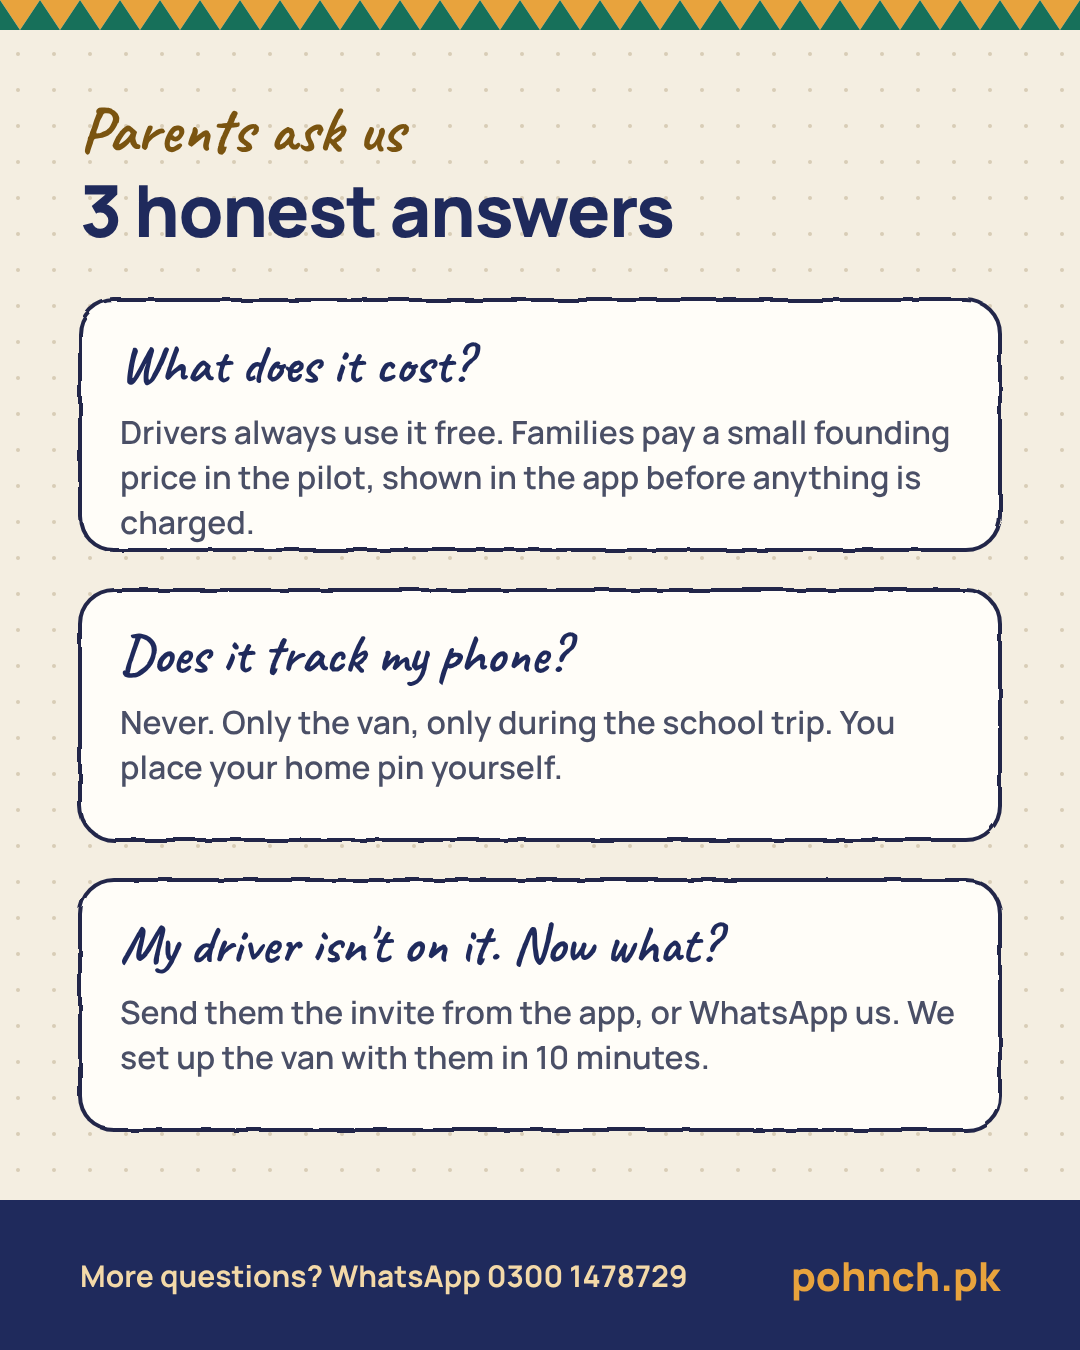 Parents ask us
3 honest answers
What does it cost?
Drivers always use it free. Families pay a small founding
price in the pilot, shown in the app before anything is
charged.
Does it track my phone?
Never. Only the van, only during the school trip. You
place your home pin yourself.
My driver isn't on it. Now what?
Send them the invite from the app, or WhatsApp us. We
set up the van with them in 10 minutes.
More questions? WhatsApp 0300 1478729
pohnch.pk